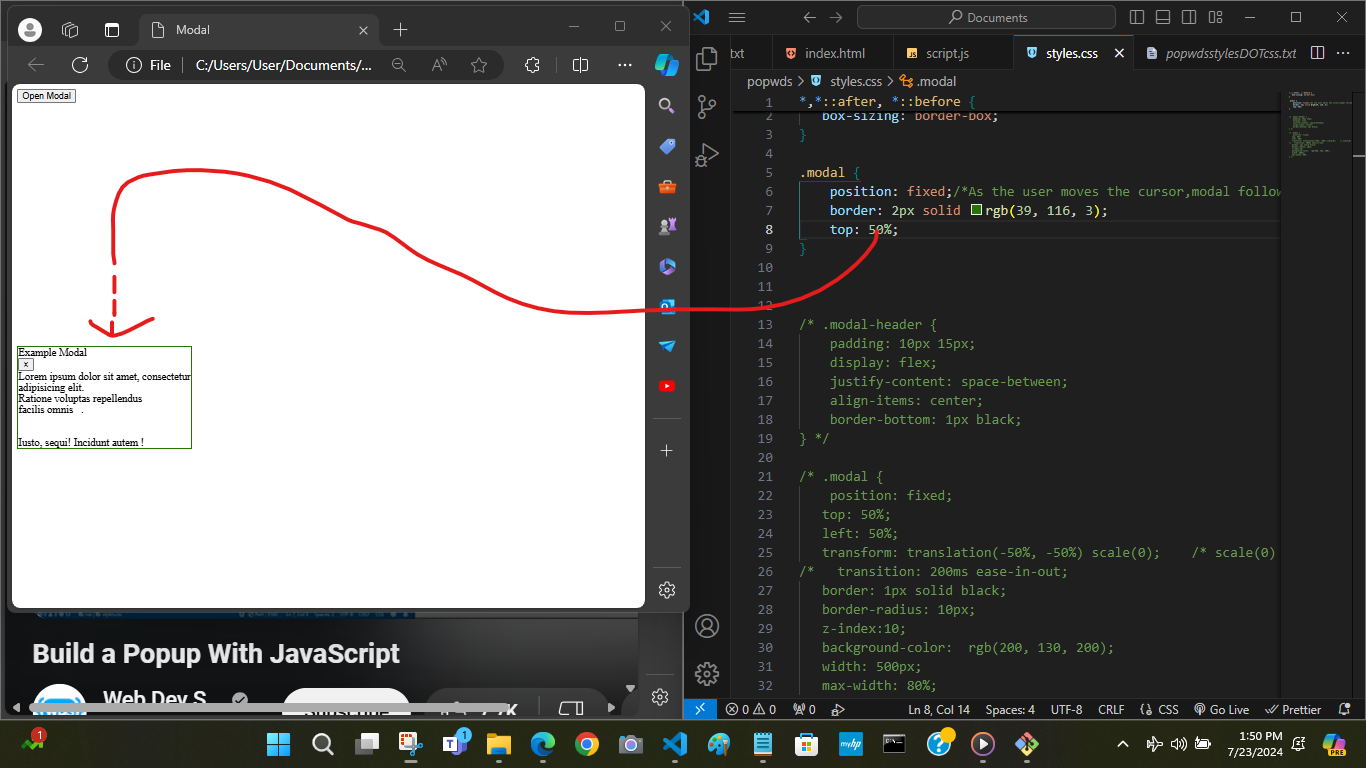 Modal
File
C:/Users/User/Documents/...
Open Modal
Example Modal
×
Lorem ipsum dolor sit amet, consectetur
adipisicing elit.
Ratione voluptas repellendus
facilis omnis .
Iusto, sequi! Incidunt autem !
Build a Popup With JavaScript
Web Dev S
Documents
txt
index.html
script.js
styles.css
popwdsstylesDOTcss.txt
popwds > styles.css > .modal
1 *,*::after, *::before {
2 box-sizing: border-box;
3 }
4
5 .modal {
6 position: fixed;/*As the user moves the cursor,modal follow
7 border: 2px solid rgb(39, 116, 3);
8 top: 50%;
9 }
10
11
12
13 /* .modal-header {
14 padding: 10px 15px;
15 display: flex;
16 justify-content: space-between;
17 align-items: center;
18 border-bottom: 1px black;
19 } */
20
21 /* .modal {
22 position: fixed;
23 top: 50%;
24 left: 50%;
25 transform: translation(-50%, -50%) scale(0); /* scale(0)
26 /* transition: 200ms ease-in-out;
27 border: 1px solid black;
28 border-radius: 10px;
29 z-index:10;
30 background-color: rgb(200, 130, 200);
31 width: 500px;
32 max-width: 80%;
0 0 0 Ln 8, Col 14 Spaces: 4 UTF-8 CRLF {} CSS Go Live Prettier
1
1
myhp
1:50 PM
7/23/2024
PRE